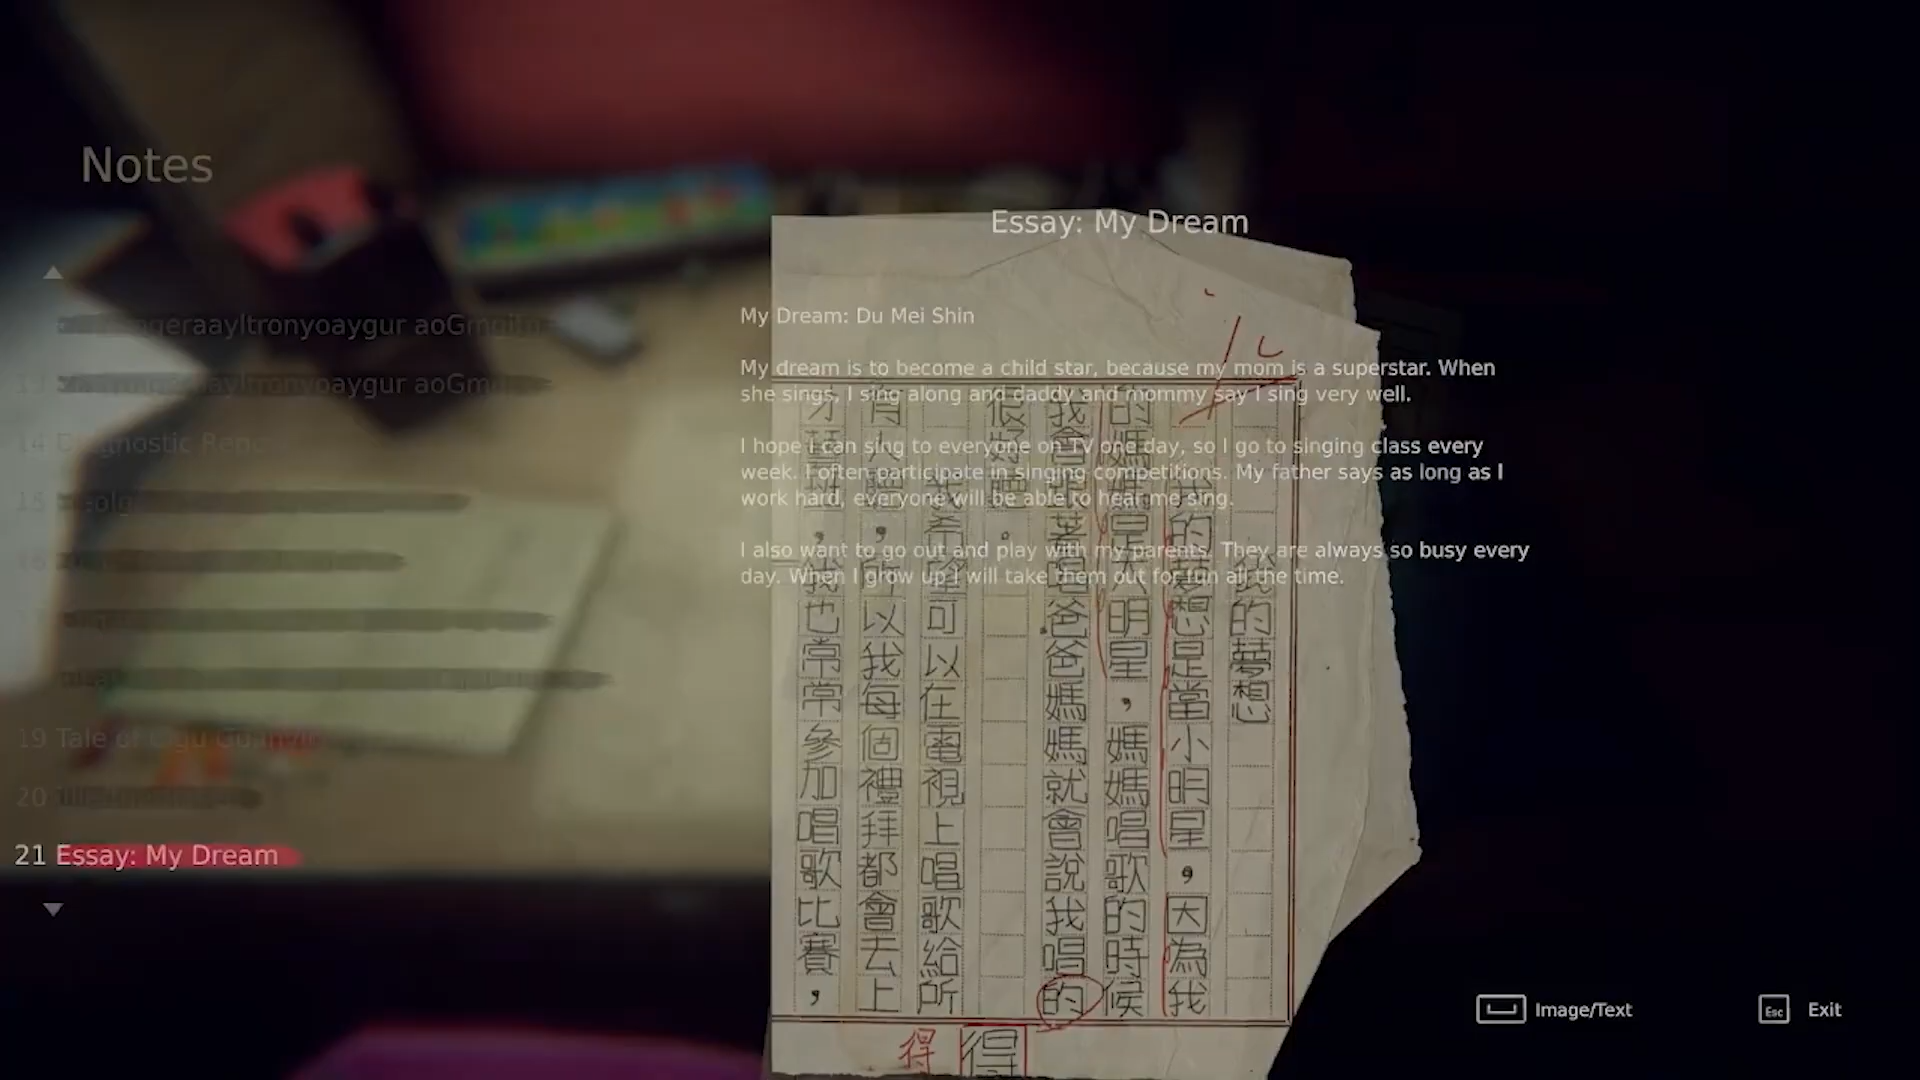 Notes
14 Diagnostic Repo
15
19 Tale of Cigu Guanyin
20
21 Essay: My Dream
Essay: My Dream
My Dream: Du Mei Shin
My dream is to become a child star, because my mom is a superstar. When
she sings, I sing along and daddy and mommy say I sing very well.
I hope I can sing to everyone on TV one day, so I go to singing class every
week. I often participate in singing competitions. My father says as long as I
work hard, everyone will be able to hear me sing.
I also want to go out and play with my parents. They are always so busy every
day. When I grow up I will take them out for fun all the time.
我的夢想
我的夢想是當小明星，因為我
的媽媽是大明星，媽媽唱歌的時候
我會跟著唱爸爸媽媽就會說我唱的
很好聽。
我希望可以在電視上唱歌給所
有人聽，所以我每個禮拜都會去上
才藝班，我也常常參加唱歌比賽，
得 得
Image/Text
Esc Exit